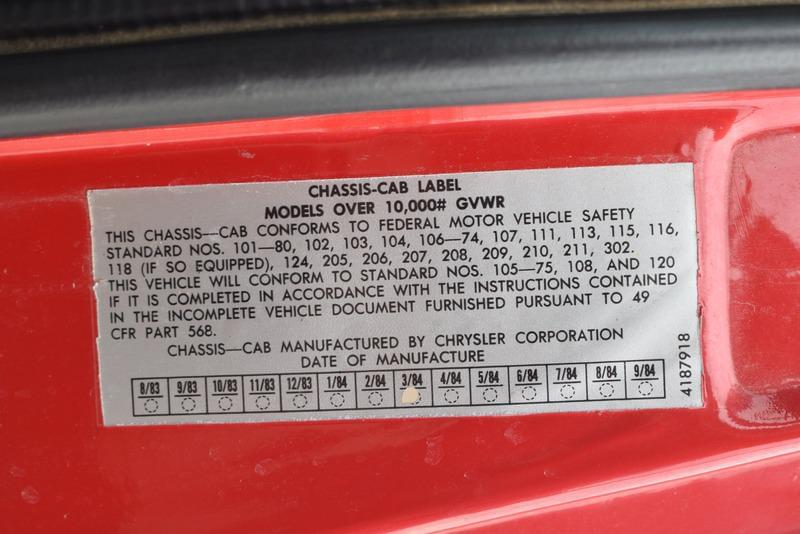 CHASSIS-CAB LABEL
MODELS OVER 10,000# GVWR
THIS CHASSIS—CAB CONFORMS TO FEDERAL MOTOR VEHICLE SAFETY
STANDARD NOS. 101—80, 102, 103, 104, 106—74, 107, 111, 113, 115, 116,
118 (IF SO EQUIPPED), 124, 205, 206, 207, 208, 209, 210, 211, 302.
THIS VEHICLE WILL CONFORM TO STANDARD NOS. 105—75, 108, AND 120
IF IT IS COMPLETED IN ACCORDANCE WITH THE INSTRUCTIONS CONTAINED
IN THE INCOMPLETE VEHICLE DOCUMENT FURNISHED PURSUANT TO 49
CFR PART 568.
CHASSIS—CAB MANUFACTURED BY CHRYSLER CORPORATION
DATE OF MANUFACTURE
8/83 9/83 10/83 11/83 12/83 1/84 2/84 3/84 4/84 5/84 6/84 7/84 8/84 9/84
4187918